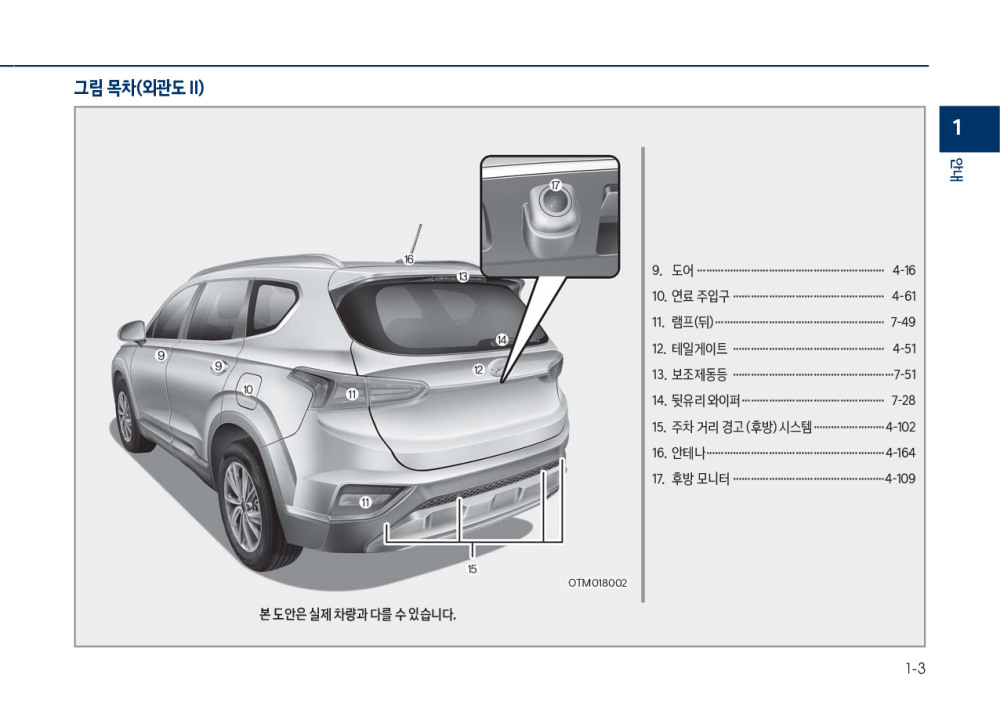 그림 목차(외관도 II)
1
안내
17
16
13
14
9
9
12
10
11
11
15
OTM018002
본 도안은 실제 차량과 다를 수 있습니다.
9. 도어 ·························· 4-16
10. 연료 주입구 ·························· 4-61
11. 램프(뒤) ·························· 7-49
12. 테일게이트 ·························· 4-51
13. 보조제동등 ·························· 7-51
14. 뒷유리 와이퍼 ·························· 7-28
15. 주차 거리 경고 (후방) 시스템 ·························· 4-102
16. 안테나 ·························· 4-164
17. 후방 모니터 ·························· 4-109
1-3